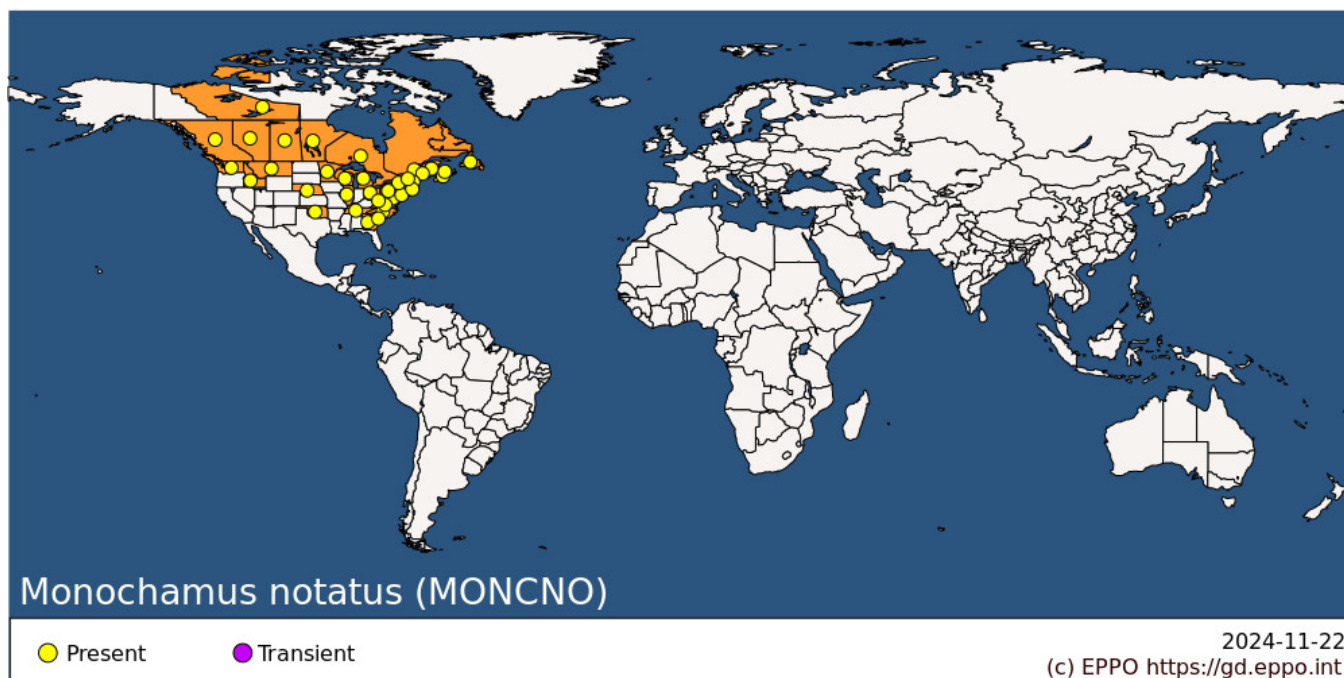 Monochamus notatus (MONCNO)
Present
Transient
2024-11-22
(c) EPPO https://gd.eppo.int